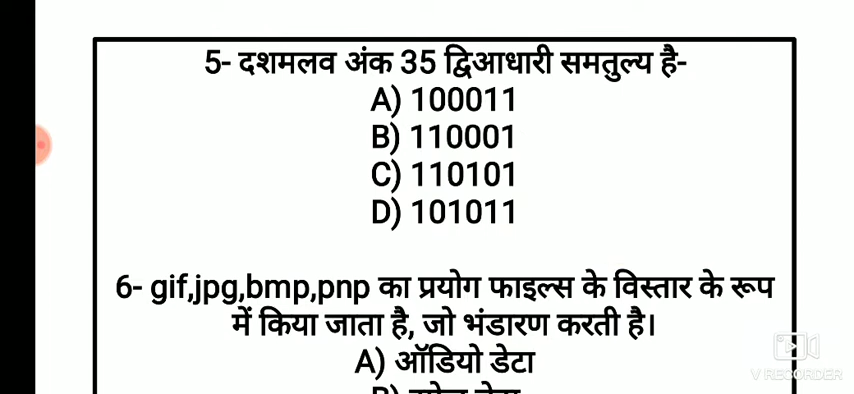 5- दशमलव अंक 35 द्विआधारी समतुल्य है-
A) 100011
B) 110001
C) 110101
D) 101011
6- gif,jpg,bmp,pnp का प्रयोग फाइल्स के विस्तार के रूप
में किया जाता है, जो भंडारण करती है।
A) ऑडियो डेटा
V RECORDER